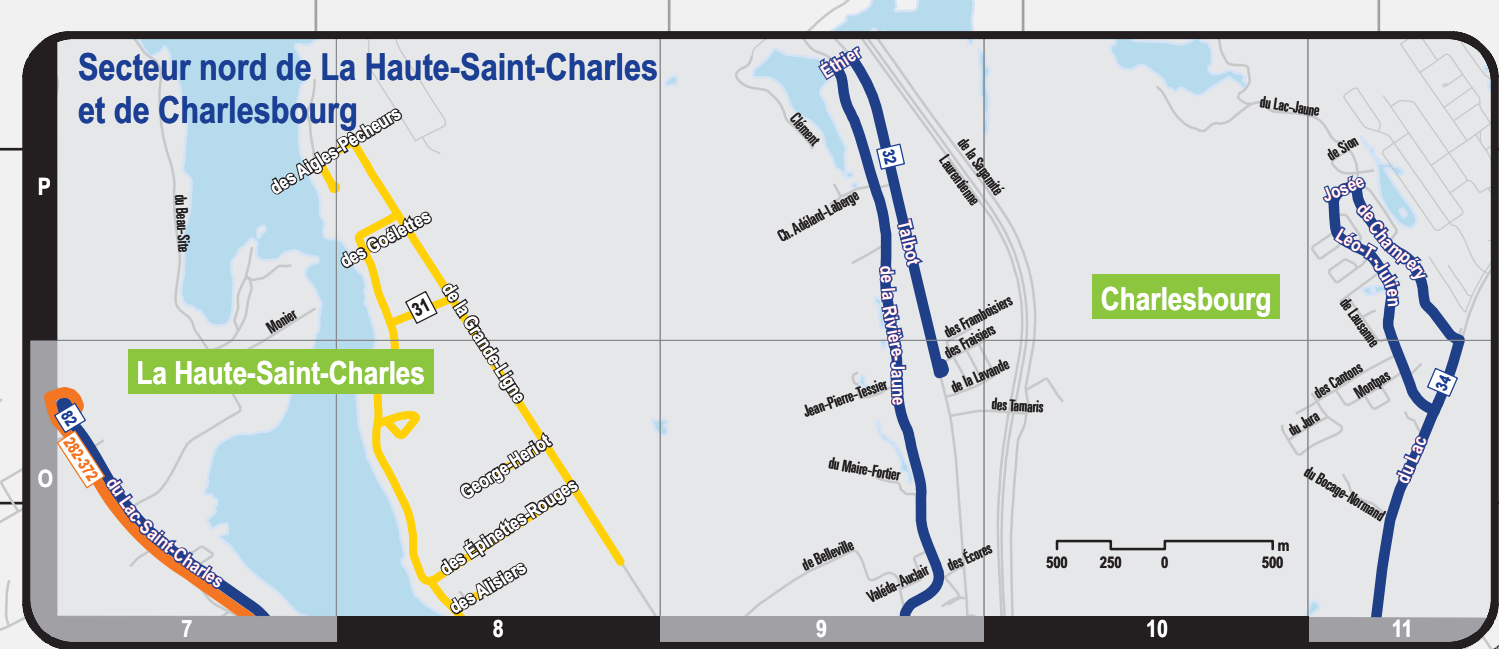 Secteur nord de La Haute-Saint-Charles
et de Charlesbourg
P
O
7
8
9
10
11
des Aigles-Pêcheurs
du Beau-Site
des Goélettes
31
de la Grande-Ligne
Monier
La Haute-Saint-Charles
82
282-372
du Lac-Saint-Charles
George-Heriot
des Épinettes-Rouges
des Alisiers
Éthier
Clément
32
de la Sagamité
Laurentienne
Ch. Adélard-Laberge
Talbot
de la Rivière-Jaune
des Framboisiers
des Fraisiers
de la Lavande
Jean-Pierre-Tessier
des Tamaris
du Maire-Fortier
de Belleville
Valéda-Auclair
des Écores
du Lac-Jaune
de Sion
Josée
de Champéry
Léo-T.-Julien
Charlesbourg
de Lausanne
des Cantons
Montpas
34
du Jura
du Lac
du Bocage-Normand
500 250 0 500 m